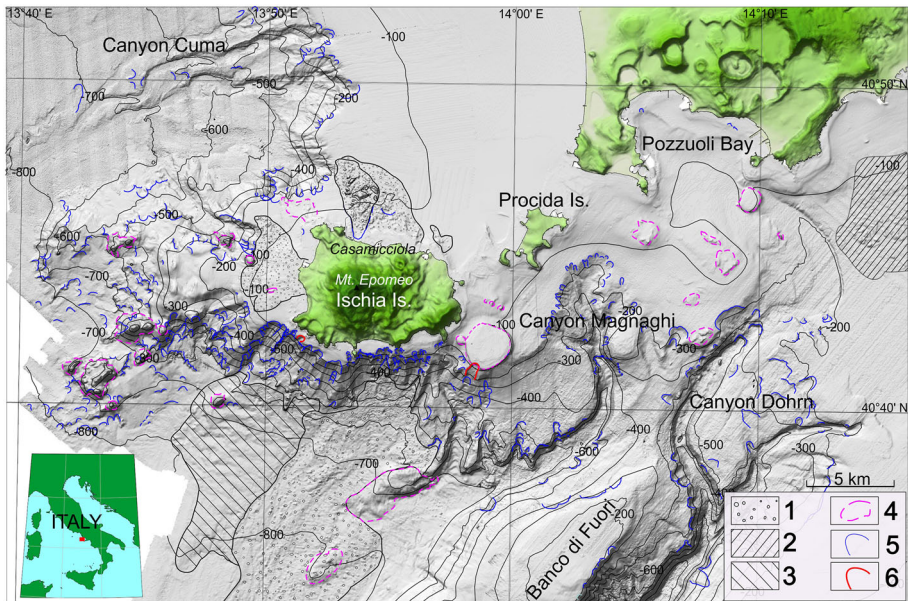 13°40' E
13°50' E
14°00' E
14°10' E
Canyon Cuma
-100
-500
-700
-200
40°50' N
-600
Pozzuoli Bay
-800
-400
-100
-500
Procida Is.
-600
Casamicciola
-700
-200
Mt. Epomeo
-100
Ischia Is.
-300
-200
-100
Canyon Magnaghi
-200
-700
-400
-300
-300
-400
-400
Canyon Dohrn
40°40' N
-800
-400
-300
-600
-500
-700
5 km
ITALY
Banco di Fuori
-200
-800
-600
1
4
2
5
3
6